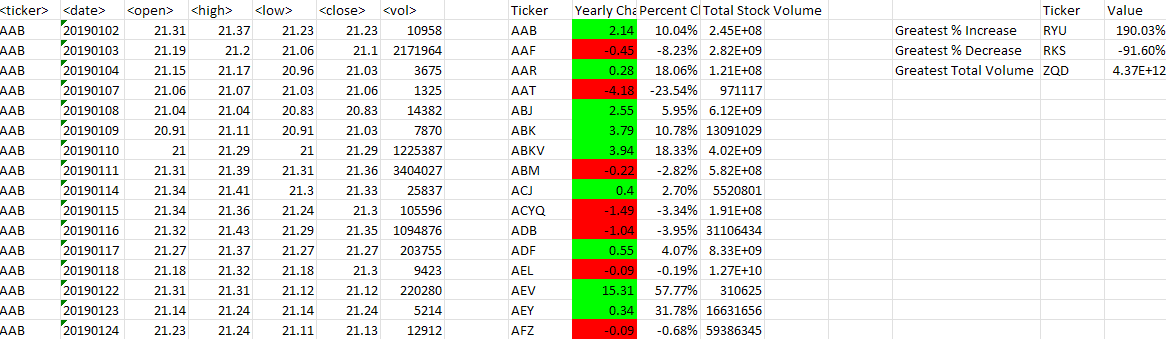 <ticker> <date> <open> <high> <low> <close> <vol> Ticker Yearly Cha Percent Cl Total Stock Volume Ticker Value
AAB 20190102 21.31 21.37 21.23 21.23 10958 AAB 2.14 10.04% 2.45E+08 Greatest % Increase RYU 190.03%
AAB 20190103 21.19 21.2 21.06 21.1 2171964 AAF -0.45 -8.23% 2.82E+09 Greatest % Decrease RKS -91.60%
AAB 20190104 21.15 21.17 20.96 21.03 3675 AAR 0.28 18.06% 1.21E+08 Greatest Total Volume ZQD 4.37E+12
AAB 20190107 21.06 21.07 21.03 21.06 1325 AAT -4.18 -23.54% 971117
AAB 20190108 21.04 21.04 20.83 20.83 14382 ABJ 2.55 5.95% 6.12E+09
AAB 20190109 20.91 21.11 20.91 21.03 7870 ABK 3.79 10.78% 13091029
AAB 20190110 21 21.29 21 21.29 1225387 ABKV 3.94 18.33% 4.02E+09
AAB 20190111 21.31 21.39 21.31 21.36 3404027 ABM -0.22 -2.82% 5.82E+08
AAB 20190114 21.34 21.41 21.3 21.33 25837 ACJ 0.4 2.70% 5520801
AAB 20190115 21.34 21.36 21.24 21.3 105596 ACYQ -1.49 -3.34% 1.91E+08
AAB 20190116 21.32 21.43 21.29 21.35 1094876 ADB -1.04 -3.95% 31106434
AAB 20190117 21.27 21.37 21.27 21.27 203755 ADF 0.55 4.07% 8.33E+09
AAB 20190118 21.18 21.32 21.18 21.3 9423 AEL -0.09 -0.19% 1.27E+10
AAB 20190122 21.31 21.31 21.12 21.12 220280 AEV 15.31 57.77% 310625
AAB 20190123 21.14 21.24 21.14 21.24 5214 AEY 0.34 31.78% 16631656
AAB 20190124 21.23 21.24 21.11 21.13 12912 AFZ -0.09 -0.68% 59386345